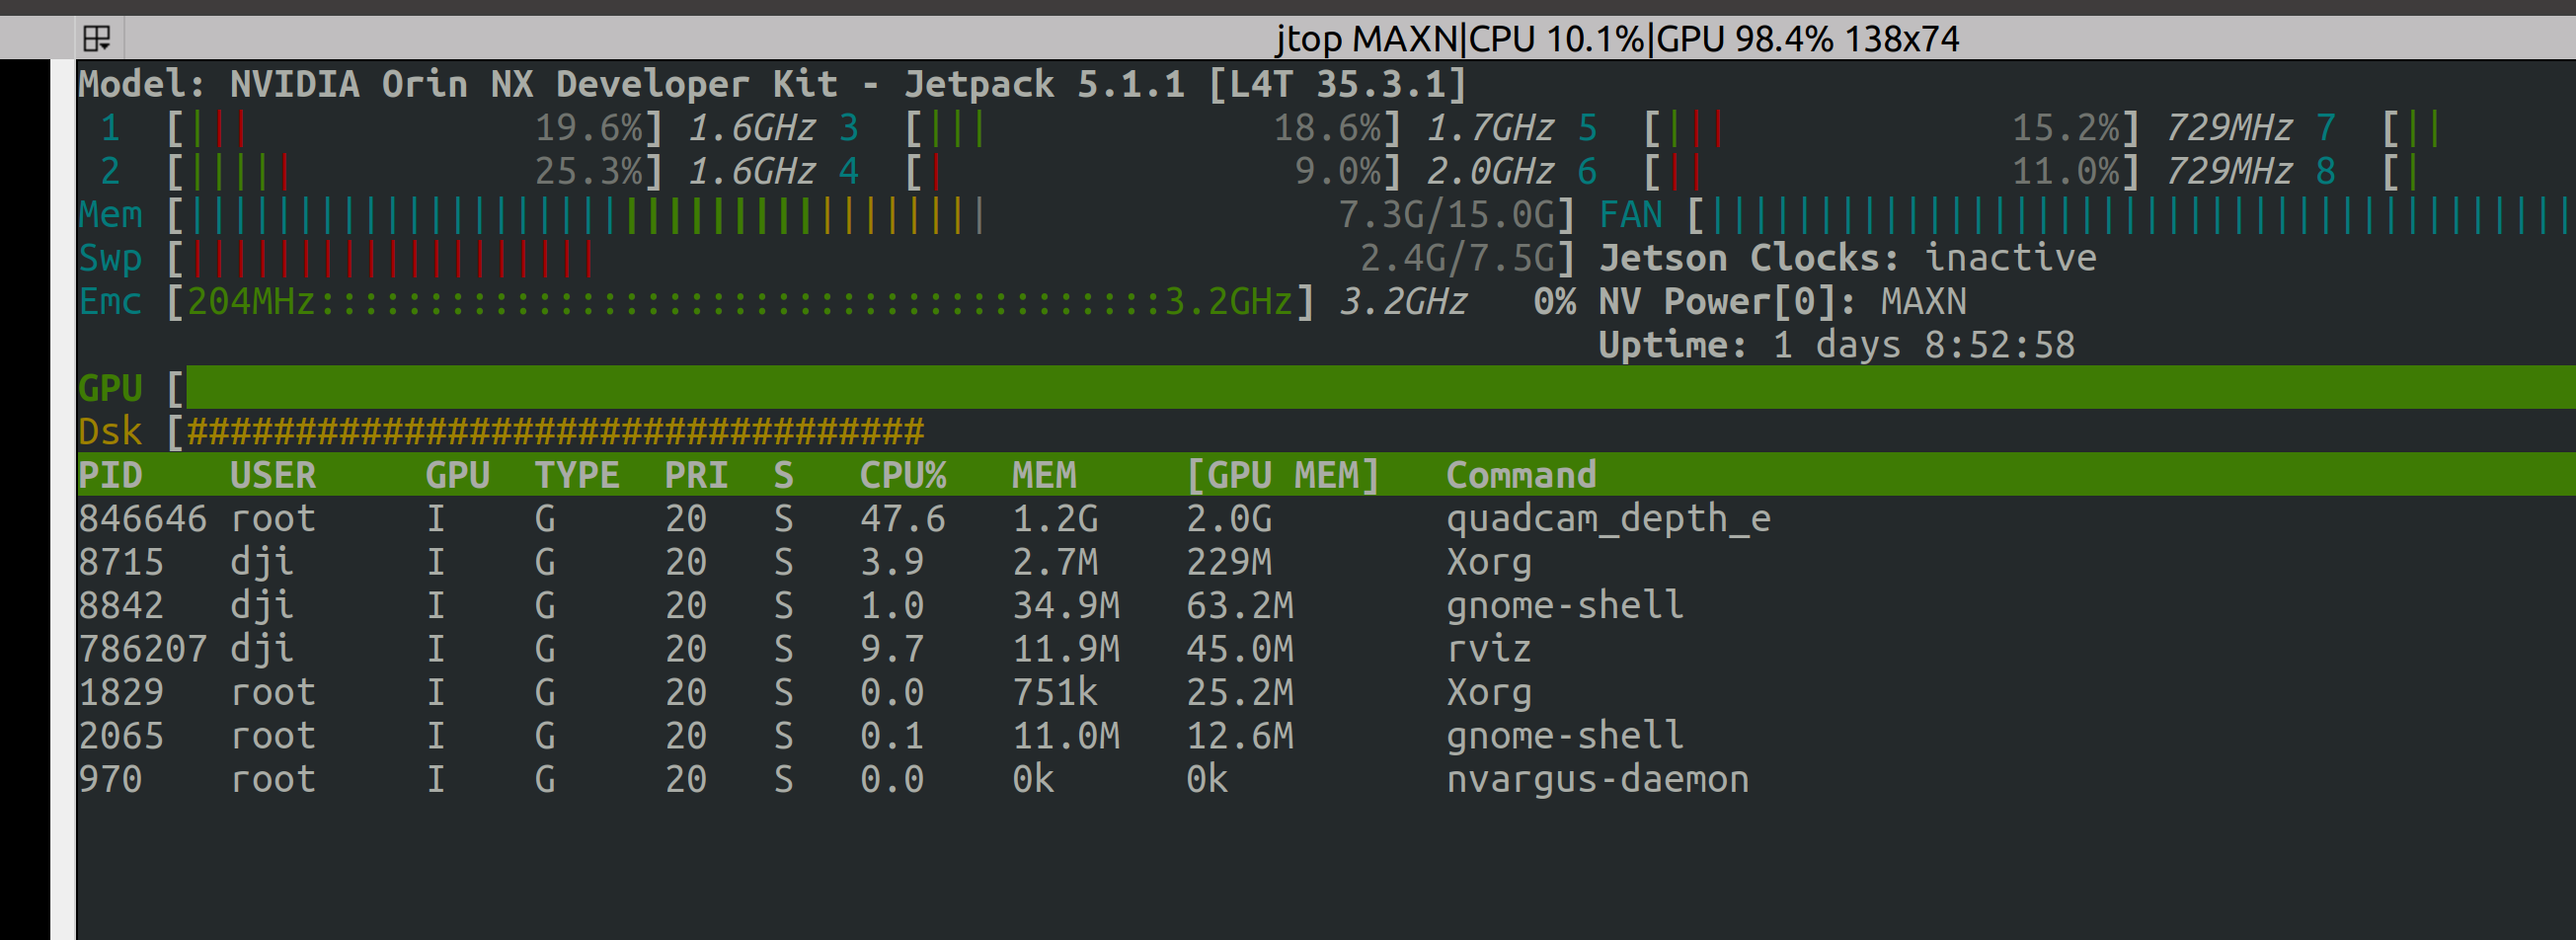 jtop MAXN|CPU 10.1%|GPU 98.4% 138x74
Model: NVIDIA Orin NX Developer Kit - Jetpack 5.1.1 [L4T 35.3.1]
1 [||| 19.6%] 1.6GHz 3 [||| 18.6%] 1.7GHz 5 [||| 15.2%] 729MHz 7 [||
2 [||||| 25.3%] 1.6GHz 4 [| 9.0%] 2.0GHz 6 [|| 11.0%] 729MHz 8 [|
Mem [||||||||||||||||||||||||||||||||||||| 7.3G/15.0G] FAN [||||||||||||||||||||||||||||||||||||||||
Swp [||||||||||||||||||| 2.4G/7.5G] Jetson Clocks: inactive
Emc [204MHz:::::::::::::::::::::::::::::::::::::::3.2GHz] 3.2GHz 0% NV Power[0]: MAXN
Uptime: 1 days 8:52:58
GPU [
Dsk [##################################
PID USER GPU TYPE PRI S CPU% MEM [GPU MEM] Command
846646 root I G 20 S 47.6 1.2G 2.0G quadcam_depth_e
8715 dji I G 20 S 3.9 2.7M 229M Xorg
8842 dji I G 20 S 1.0 34.9M 63.2M gnome-shell
786207 dji I G 20 S 9.7 11.9M 45.0M rviz
1829 root I G 20 S 0.0 751k 25.2M Xorg
2065 root I G 20 S 0.1 11.0M 12.6M gnome-shell
970 root I G 20 S 0.0 0k 0k nvargus-daemon